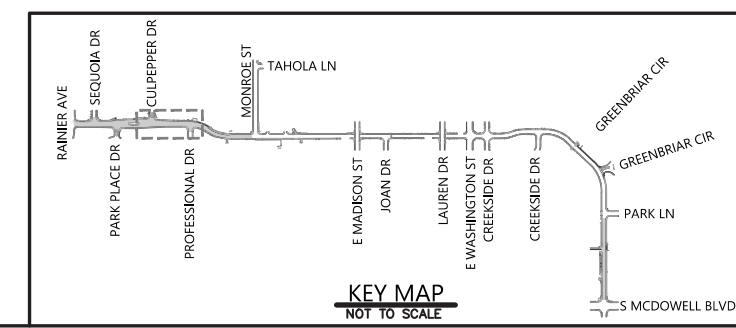 RAINIER AVE
SEQUOIA DR
PARK PLACE DR
CULPEPPER DR
PROFESSIONAL DR
MONROE ST
TAHOLA LN
E MADISON ST
JOAN DR
LAUREN DR
E WASHINGTON ST
CREEKSIDE DR
CREEKSIDE DR
GREENBRIAR CIR
GREENBRIAR CIR
PARK LN
S MCDOWELL BLVD
KEY MAP
NOT TO SCALE